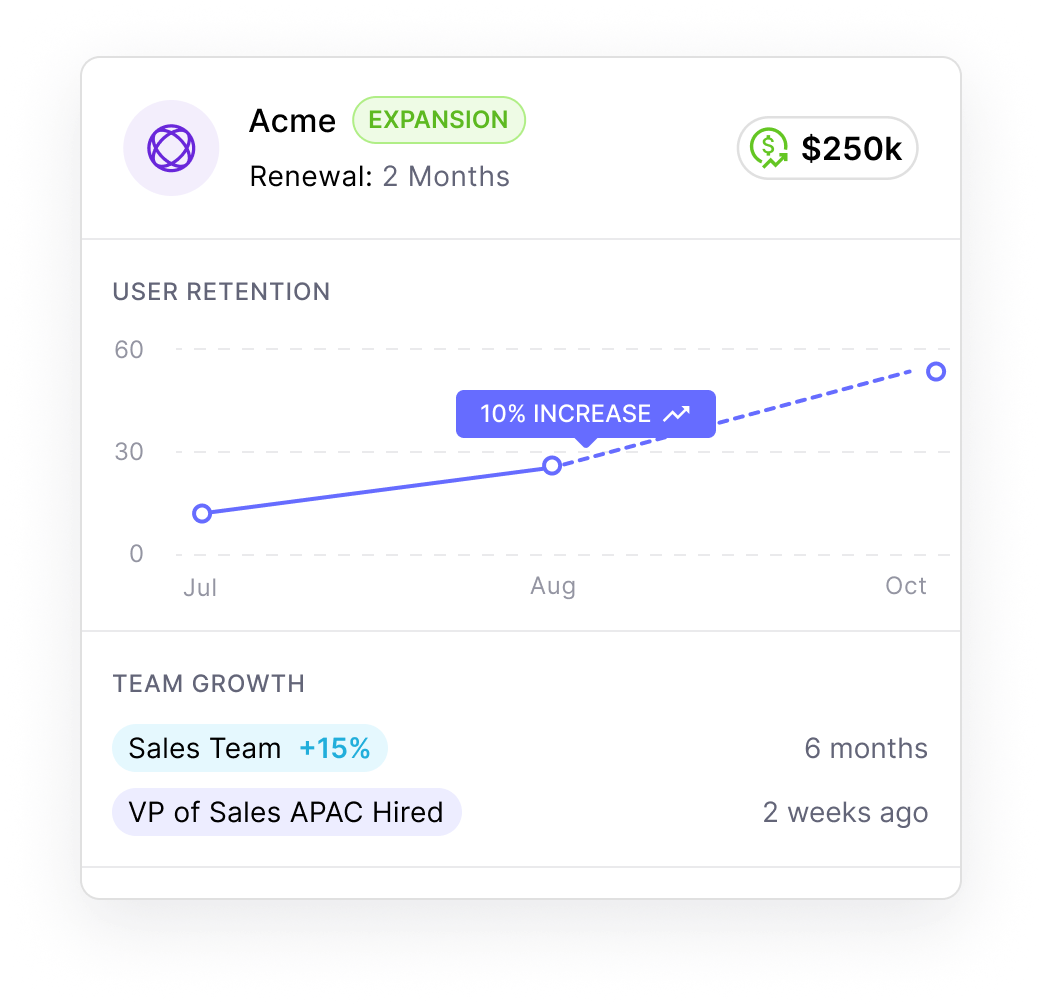 Acme EXPANSION
Renewal: 2 Months
$250k
USER RETENTION
60
10% INCREASE
30
0
Jul Aug Oct
TEAM GROWTH
Sales Team +15% 6 months
VP of Sales APAC Hired 2 weeks ago